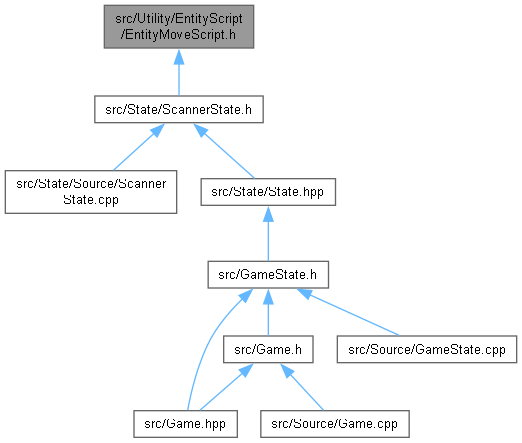 src/Utility/EntityScript
/EntityMoveScript.h
src/State/ScannerState.h
src/State/Source/Scanner
State.cpp
src/State/State.hpp
src/GameState.h
src/Game.h
src/Source/GameState.cpp
src/Game.hpp
src/Source/Game.cpp